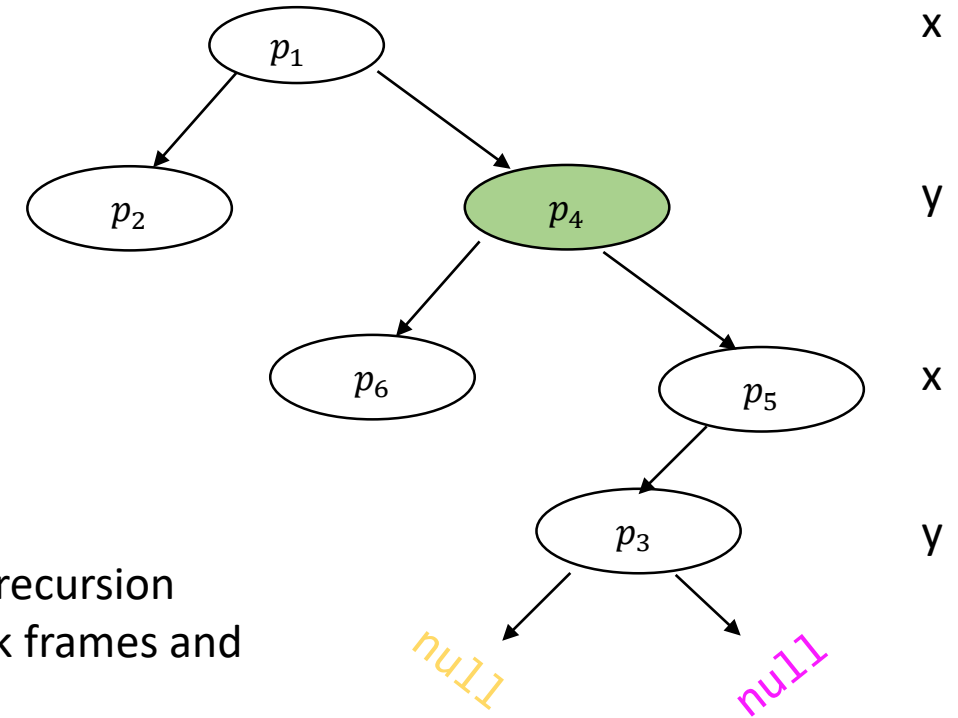 p₁
x
p₂
p₄
y
p₆
p₅
x
p₃
y
recursion
k frames and
null
null